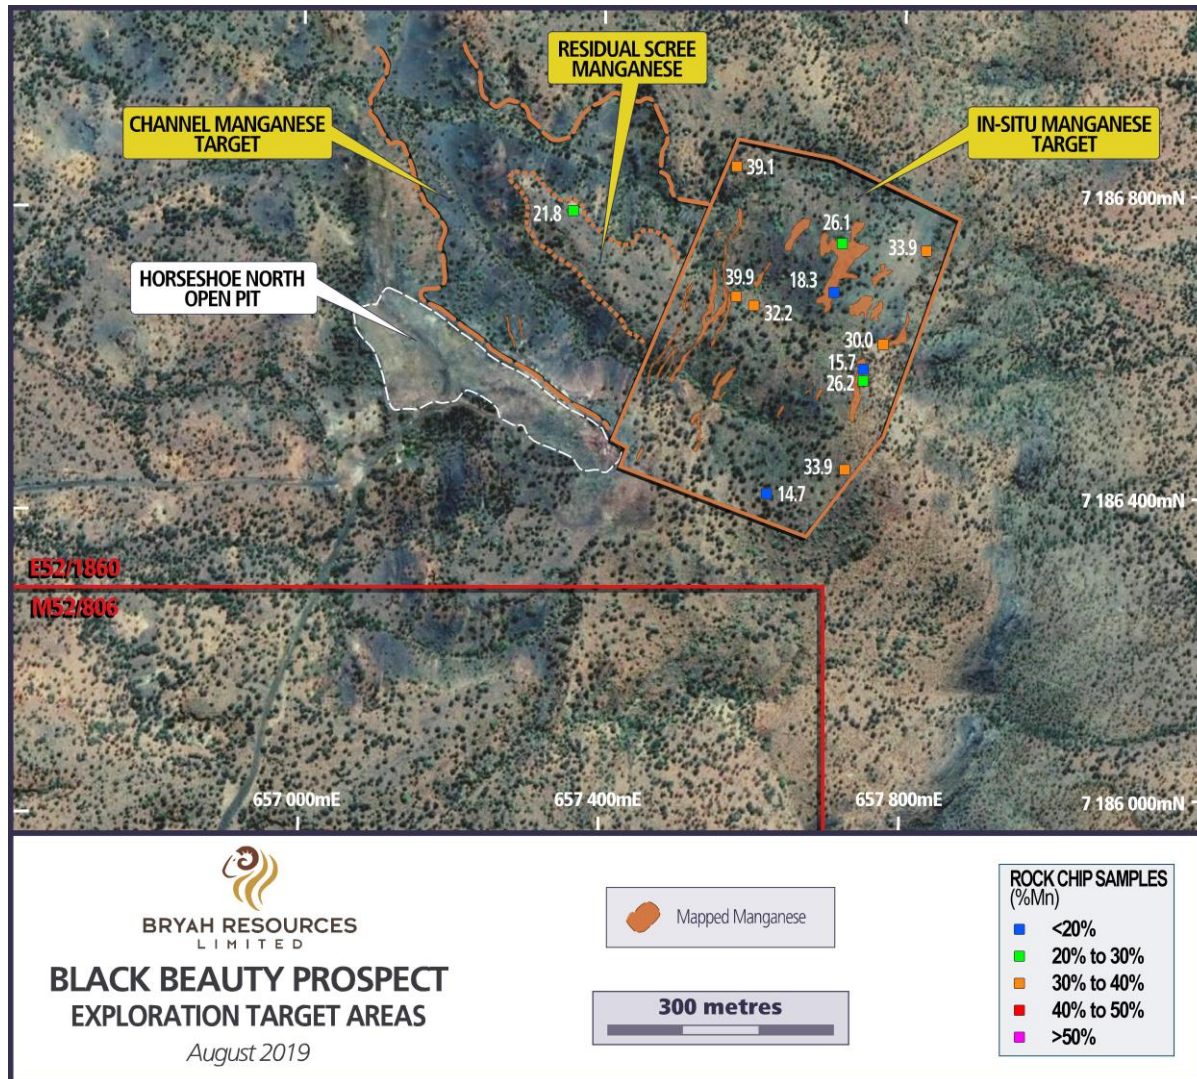 RESIDUAL SCREE
MANGANESE
CHANNEL MANGANESE
TARGET
IN-SITU MANGANESE
TARGET
39.1
7 186 800mN
21.8
26.1
33.9
HORSESHOE NORTH
OPEN PIT
18.3
39.9
32.2
30.0
15.7
26.2
33.9
14.7
7 186 400mN
E52/1860
M52/806
657 000mE
657 400mE
657 800mE
7 186 000mN
BRYAH RESOURCES
LIMITED
BLACK BEAUTY PROSPECT
EXPLORATION TARGET AREAS
August 2019
Mapped Manganese
300 metres
ROCK CHIP SAMPLES
(%Mn)
<20%
20% to 30%
30% to 40%
40% to 50%
>50%